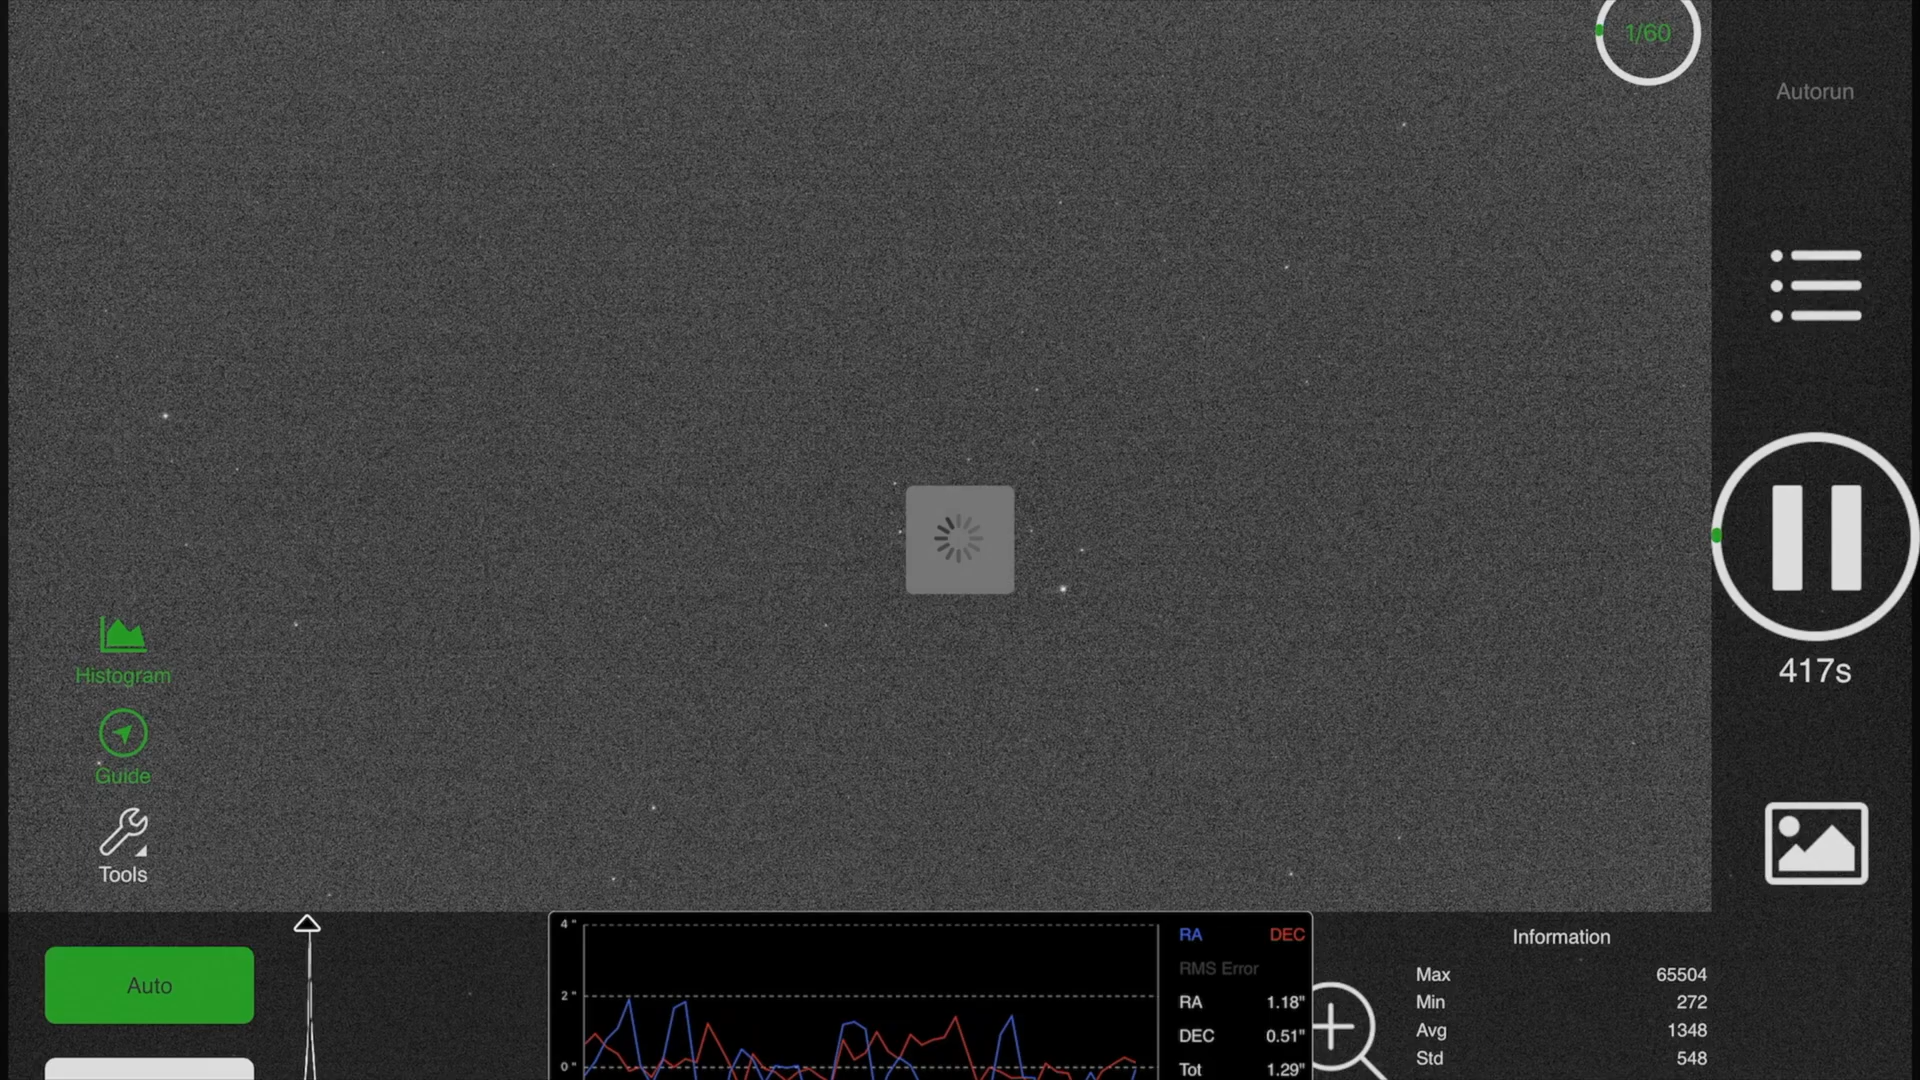 1/60
Autorun
417s
Histogram
Guide
Tools
Auto
4"
2"
0"
RA DEC
RMS Error
RA 1.18"
DEC 0.51"
Tot 1.29"
Information
Max 65504
Min 272
Avg 1348
Std 548